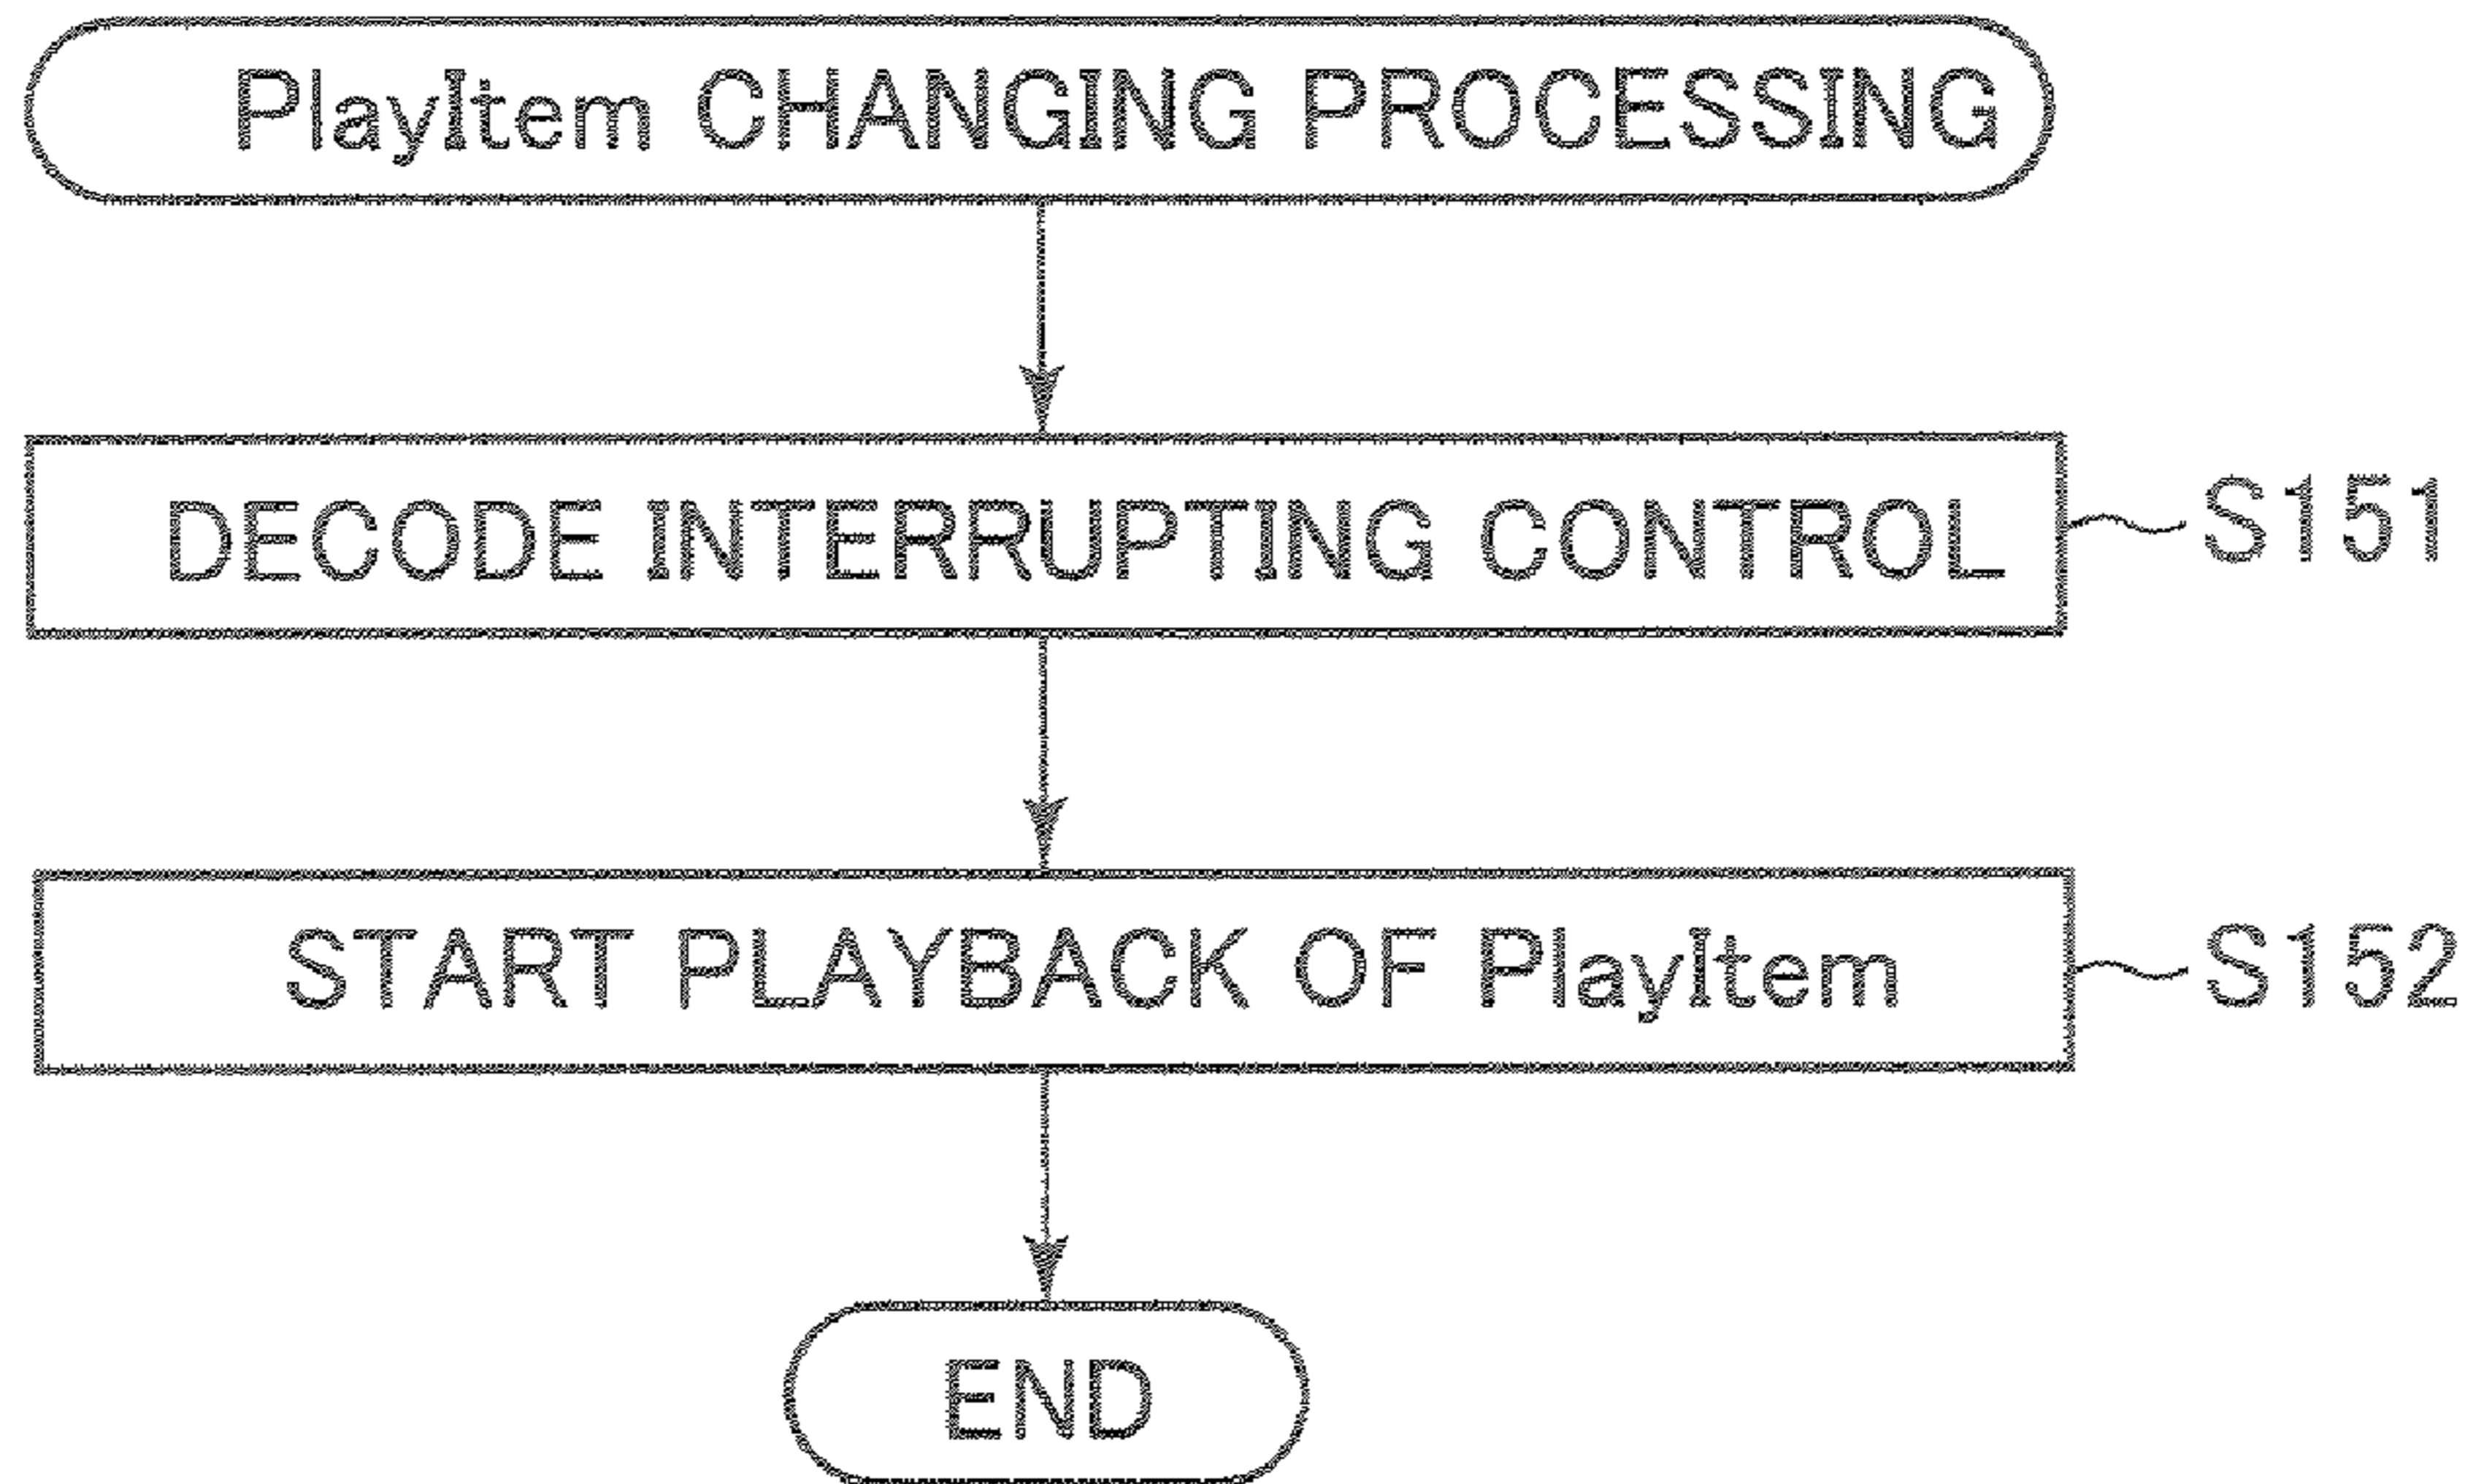 PlayItem CHANGING PROCESSING
DECODE INTERRUPTING CONTROL S151
START PLAYBACK OF PlayItem S152
END